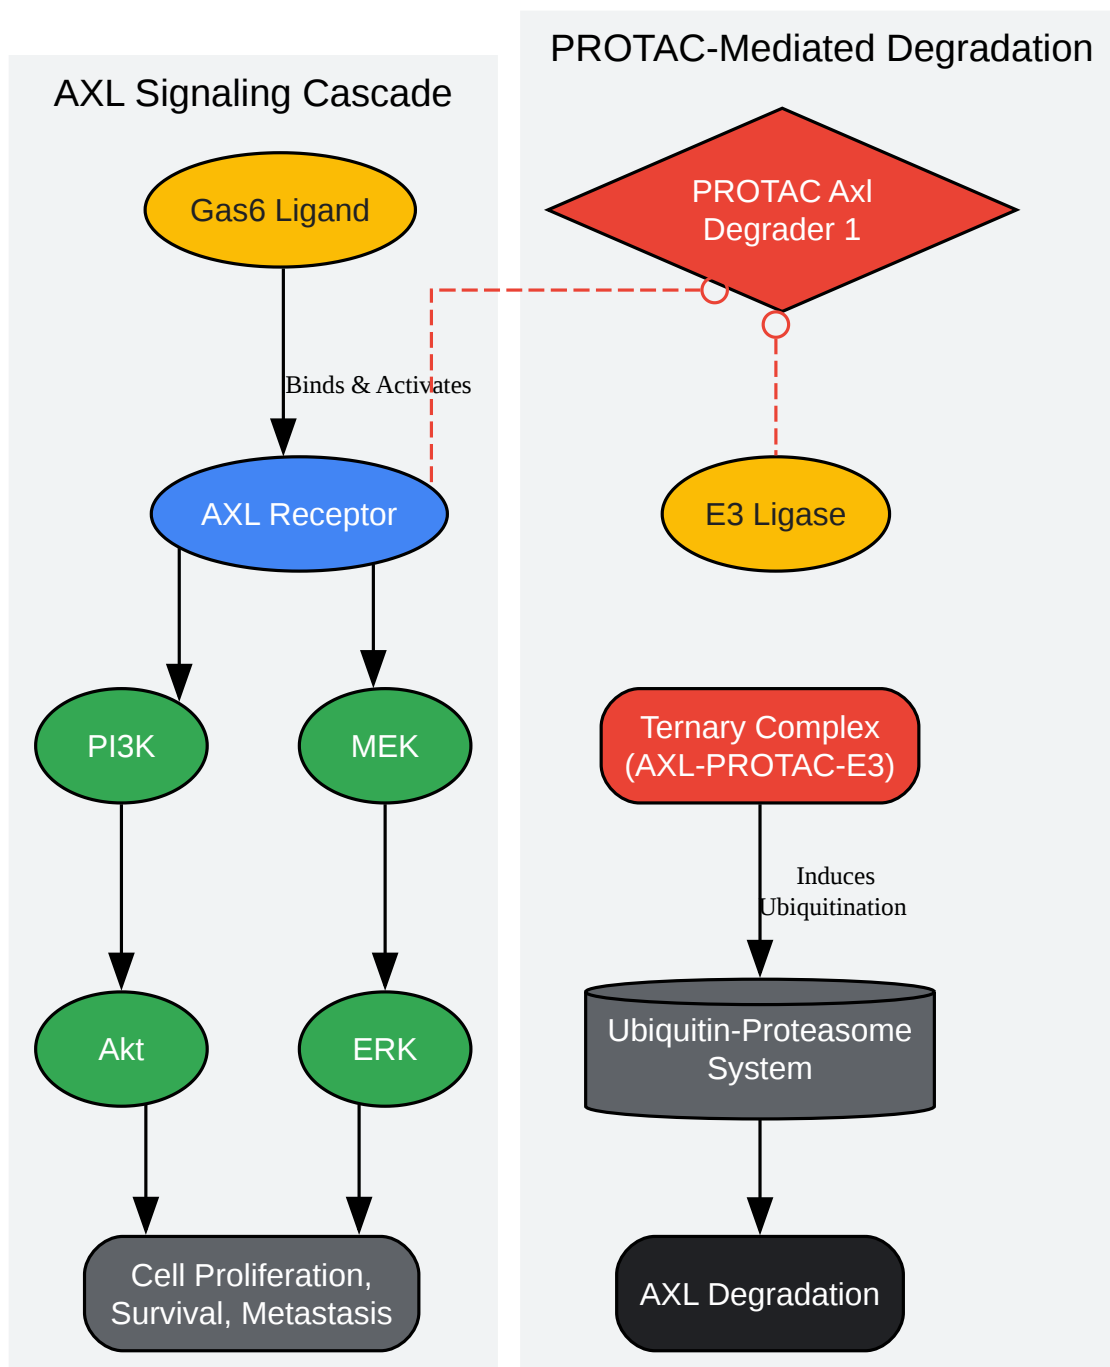 AXL Signaling Cascade
Gas6 Ligand
Binds & Activates
AXL Receptor
PI3K
MEK
Akt
ERK
Cell Proliferation,
Survival, Metastasis
PROTAC-Mediated Degradation
PROTAC Axl
Degrader 1
E3 Ligase
Ternary Complex
(AXL-PROTAC-E3)
Induces
Ubiquitination
Ubiquitin-Proteasome
System
AXL Degradation